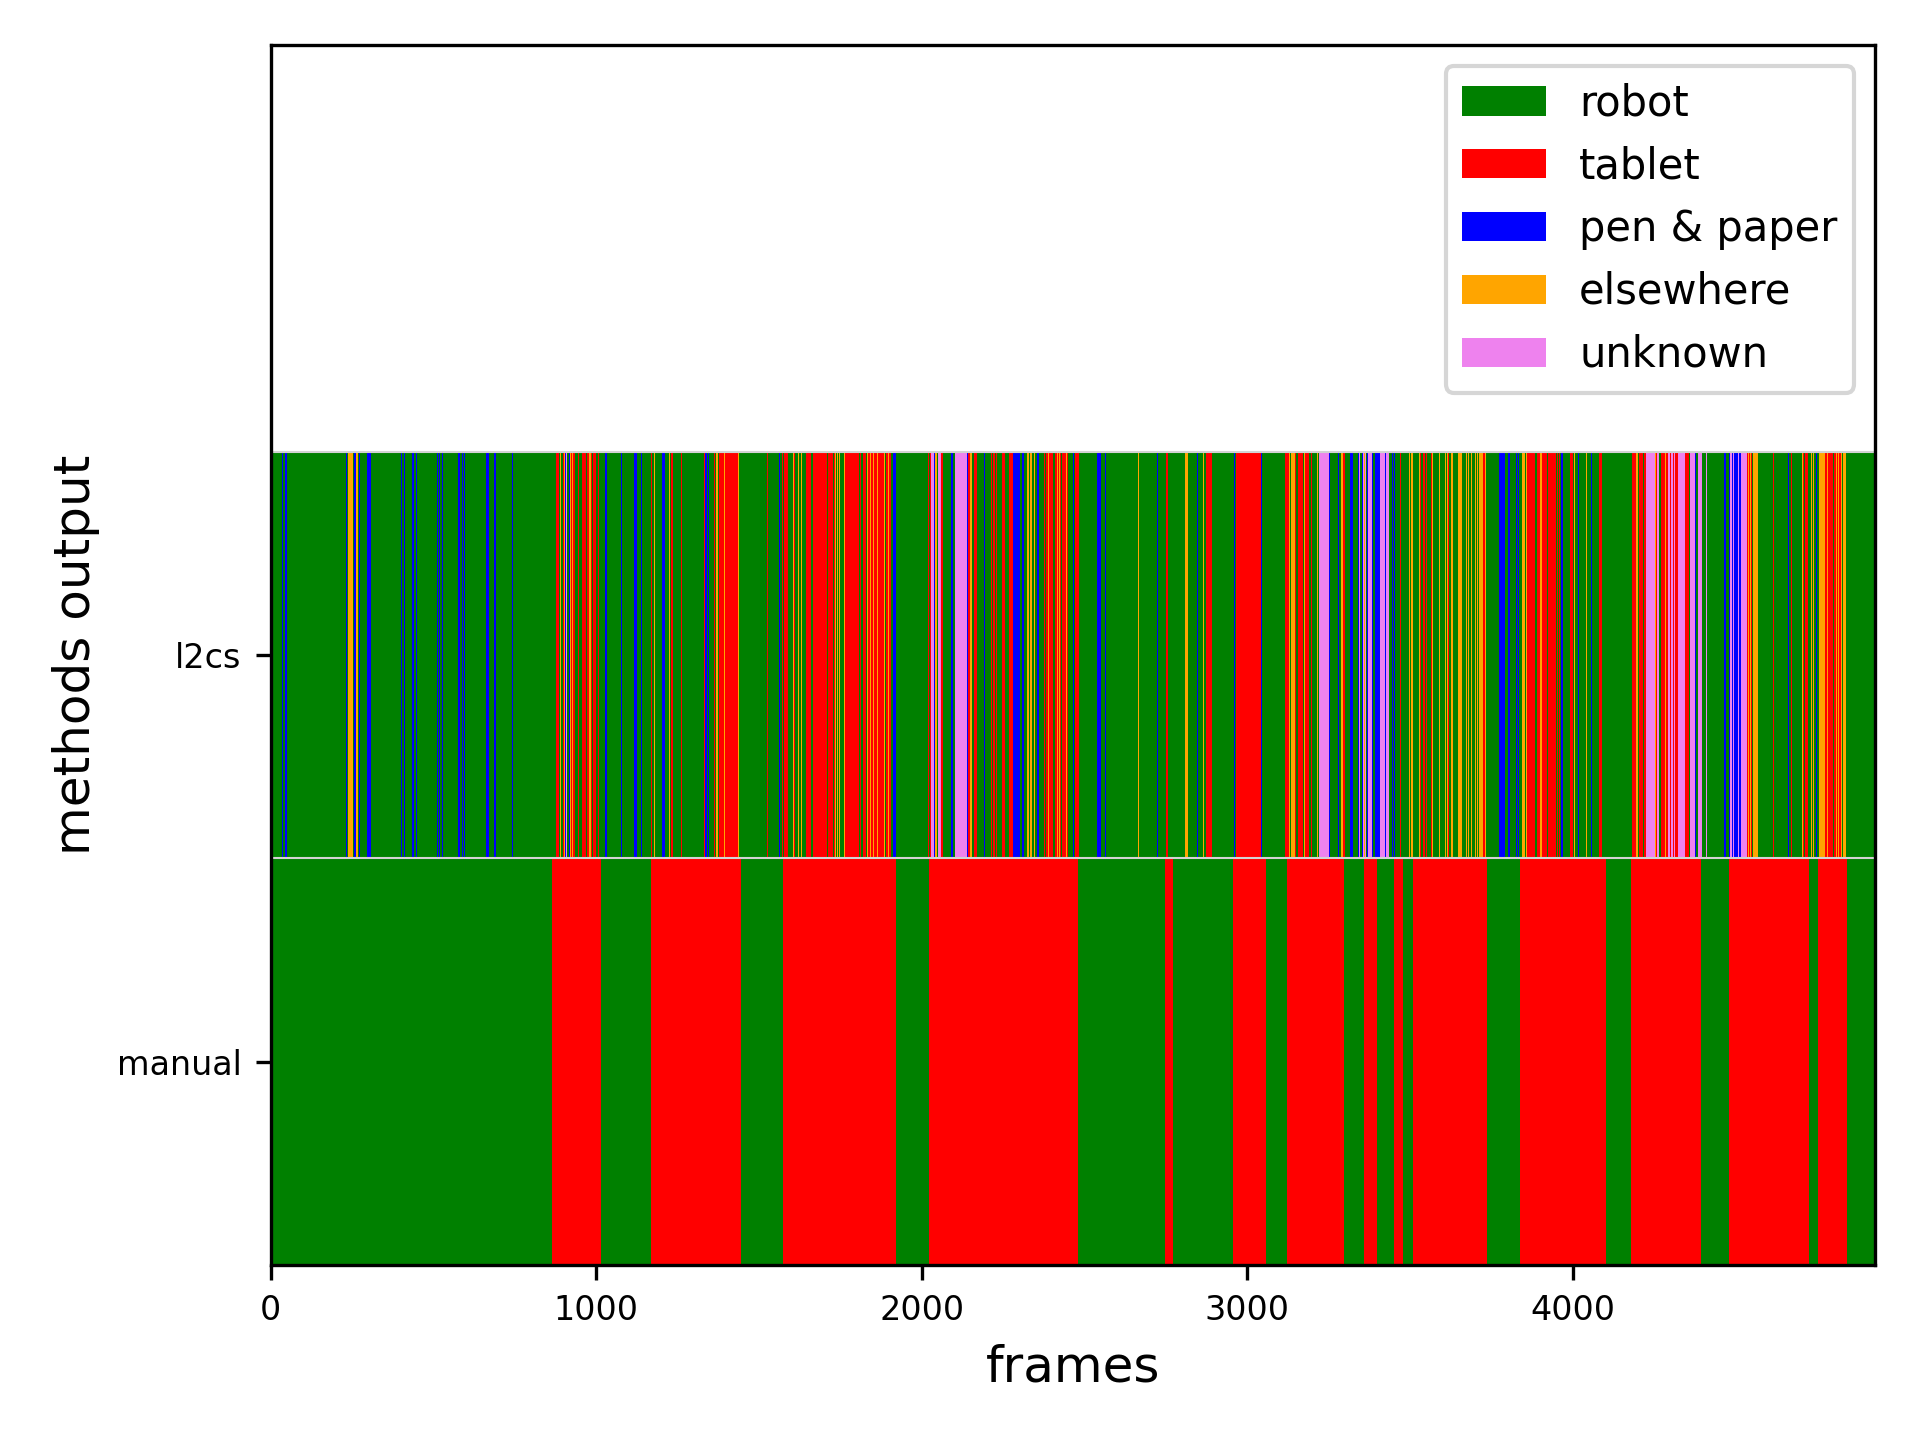 robot
tablet
pen & paper
elsewhere
unknown
methods output
l2cs
manual
0 1000 2000 3000 4000
frames